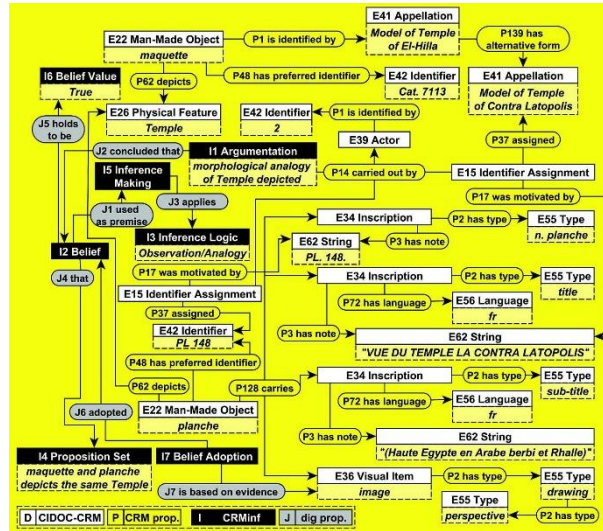 E22 Man-Made Object
maquette
P1 is identified by
E41 Appellation
Model of Temple
of El-Hilla
P139 has
alternative form
I6 Belief Value
True
P62 depicts
P48 has preferred identifier
E42 Identifier
Cat. 7113
E41 Appellation
Model of Temple
of Contra Latopolis
J5 holds
to be
E26 Physical Feature
Temple
E42 Identifier
2
P1 is identified by
P37 assigned
J2 concluded that
I1 Argumentation
morphological analogy
of Temple depicted
E39 Actor
P14 carried out by
E15 Identifier Assignment
I5 Inference
Making
J3 applies
P17 was motivated by
J1 used
as premise
I3 Inference Logic
Observation/Analogy
E34 Inscription
P2 has type
E55 Type
n. planche
I2 Belief
P17 was motivated by
E62 String
PL. 148.
P3 has note
J4 that
E15 Identifier Assignment
E34 Inscription
P2 has type
E55 Type
title
P37 assigned
P72 has language
E56 Language
fr
E42 Identifier
PL 148
P3 has note
E62 String
"VUE DU TEMPLE LA CONTRA LATOPOLIS"
P48 has preferred identifier
P62 depicts
P128 carries
E34 Inscription
P2 has type
E55 Type
sub-title
J6 adopted
E22 Man-Made Object
planche
P72 has language
E56 Language
fr
P3 has note
E62 String
"(Haute Egypte en Arabe berbi et Rhalle)"
I4 Proposition Set
maquette and planche
depicts the same Temple
I7 Belief Adoption
J7 is based on evidence
E36 Visual Item
image
P2 has type
E55 Type
drawing
E55 Type
perspective
P2 has type
D CIDOC-CRM P CRM prop. I CRMinf J dig prop.